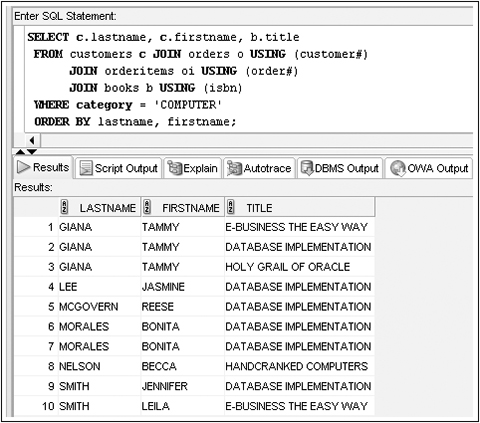 Enter SQL Statement:
SELECT c.lastname, c.firstname, b.title
FROM customers c JOIN orders o USING (customer#)
JOIN orderitems oi USING (order#)
JOIN books b USING (isbn)
WHERE category = 'COMPUTER'
ORDER BY lastname, firstname;
Results Script Output Explain Autotrace DBMS Output OWA Output
Results:
LASTNAME FIRSTNAME TITLE
1 GIANA TAMMY E-BUSINESS THE EASY WAY
2 GIANA TAMMY DATABASE IMPLEMENTATION
3 GIANA TAMMY HOLY GRAIL OF ORACLE
4 LEE JASMINE DATABASE IMPLEMENTATION
5 MCGOVERN REESE DATABASE IMPLEMENTATION
6 MORALES BONITA DATABASE IMPLEMENTATION
7 MORALES BONITA DATABASE IMPLEMENTATION
8 NELSON BECCA HANDCRANKED COMPUTERS
9 SMITH JENNIFER DATABASE IMPLEMENTATION
10 SMITH LEILA E-BUSINESS THE EASY WAY